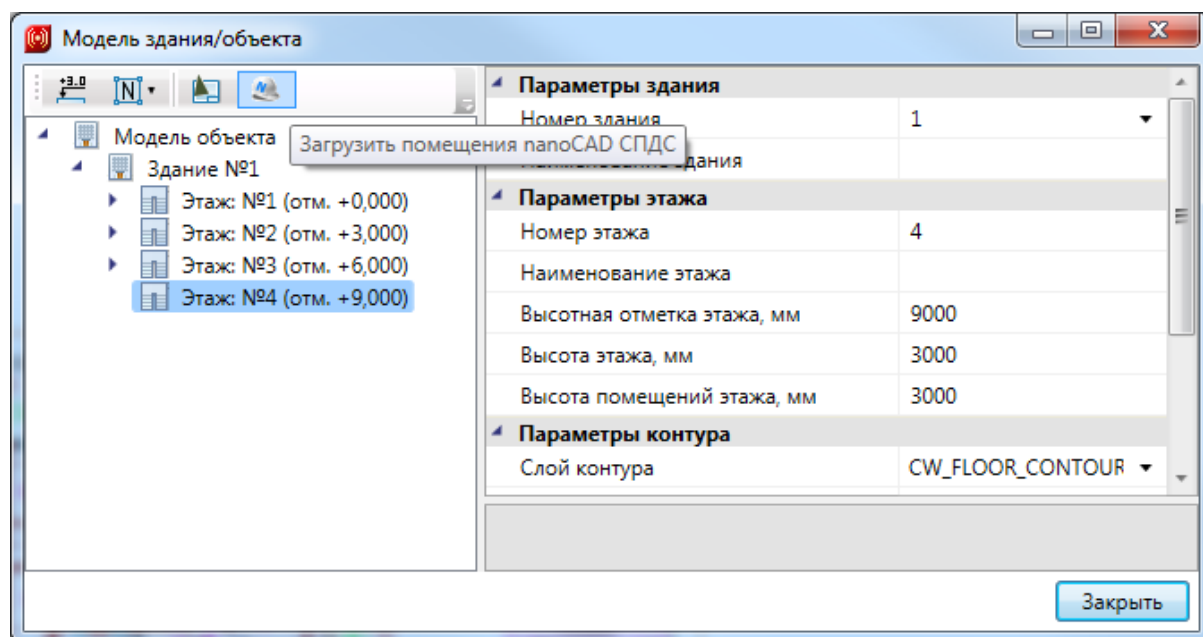 Модель здания/объекта
+3.0
N
Модель объекта
Загрузить помещения nanoCAD СПДС
Здание №1
Этаж: №1 (отм. +0,000)
Этаж: №2 (отм. +3,000)
Этаж: №3 (отм. +6,000)
Этаж: №4 (отм. +9,000)
Параметры здания
Номер здания 1
Наименование здания
Параметры этажа
Номер этажа 4
Наименование этажа
Высотная отметка этажа, мм 9000
Высота этажа, мм 3000
Высота помещений этажа, мм 3000
Параметры контура
Слой контура CW_FLOOR_CONTOUR
Закрыть